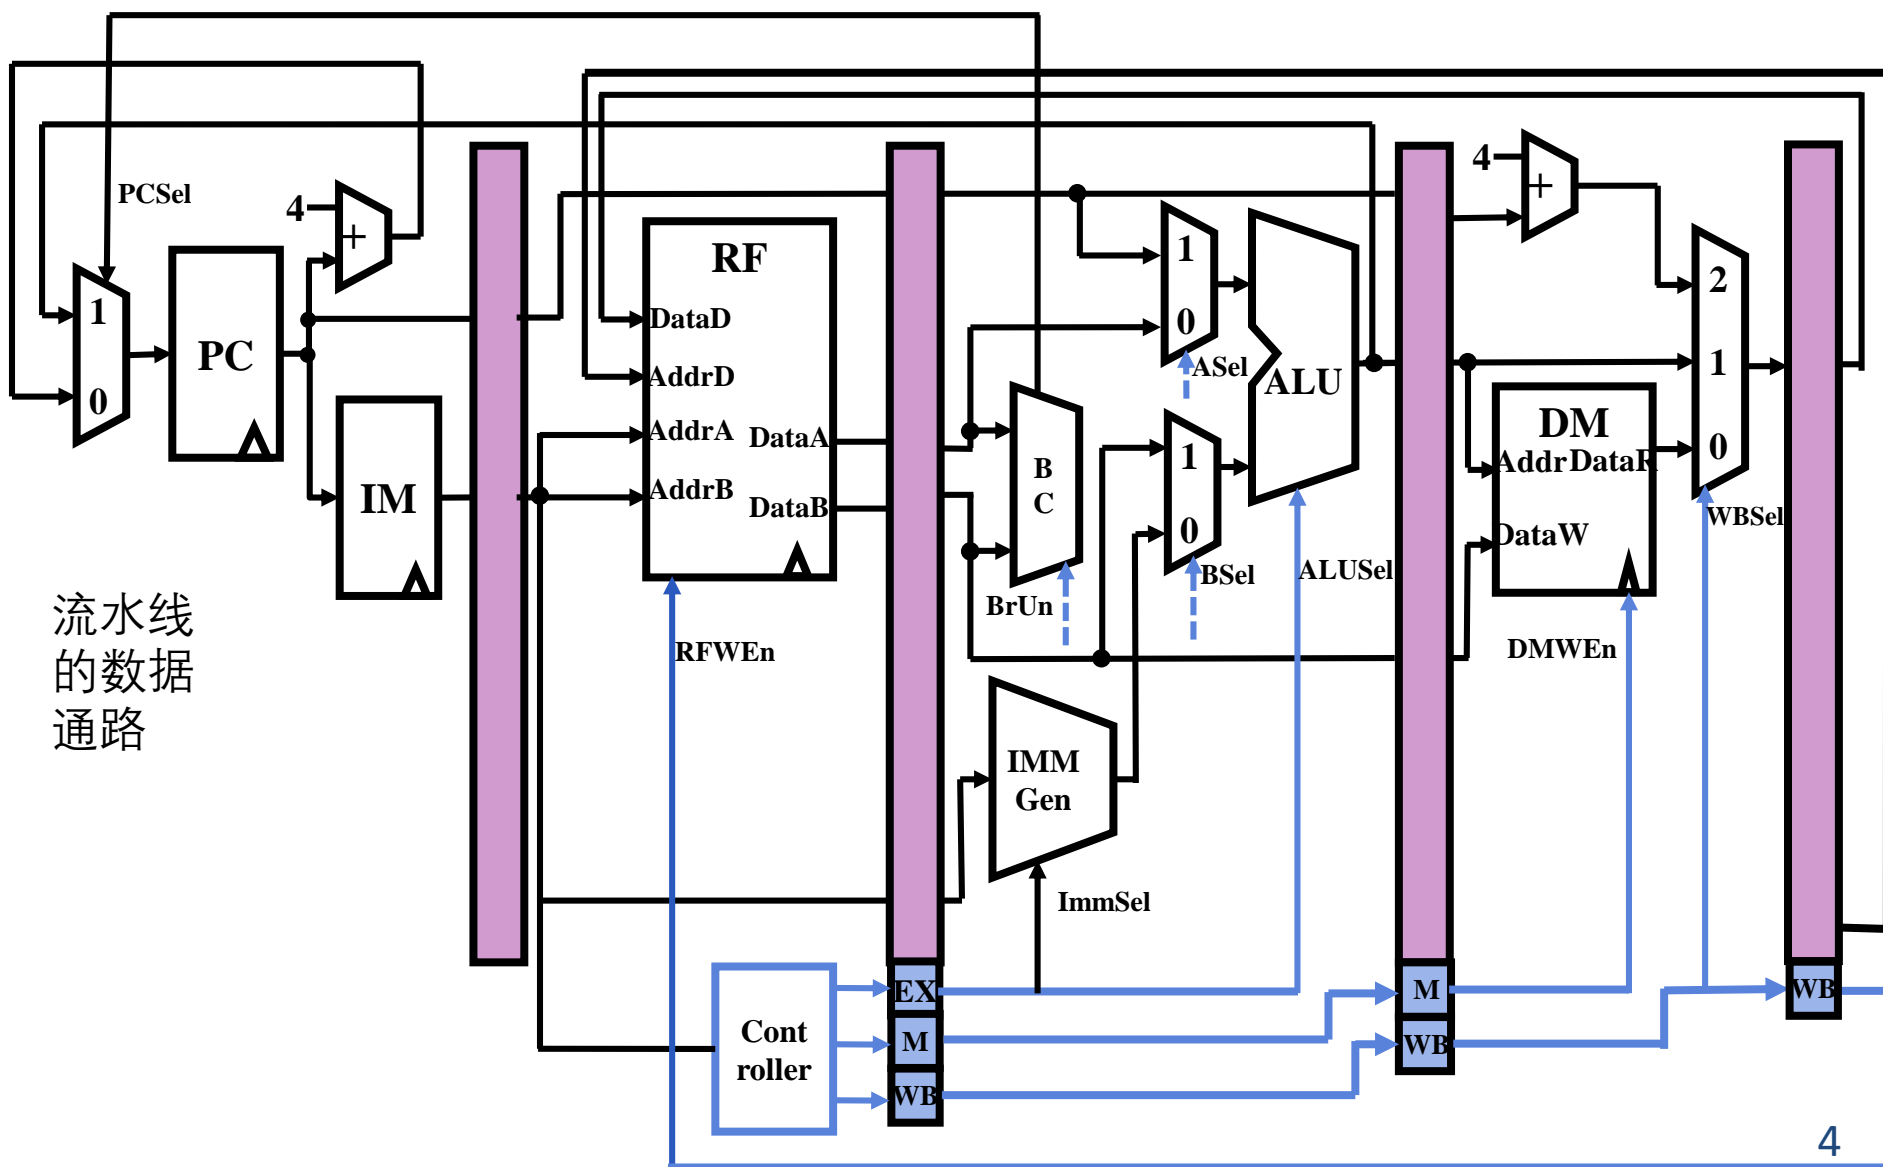 PCSel
4
+
1
0
PC
IM
RF
DataD
AddrD
AddrA
AddrB
DataA
DataB
RFWEn
B
C
BrUn
1
0
ASel
1
0
BSel
ALU
ALUSel
IMM
Gen
ImmSel
4
+
2
1
0
WBSel
DM
Addr
DataR
DataW
DMWEn
流水线
的数据
通路
Cont
roller
EX
M
WB
M
WB
WB
4